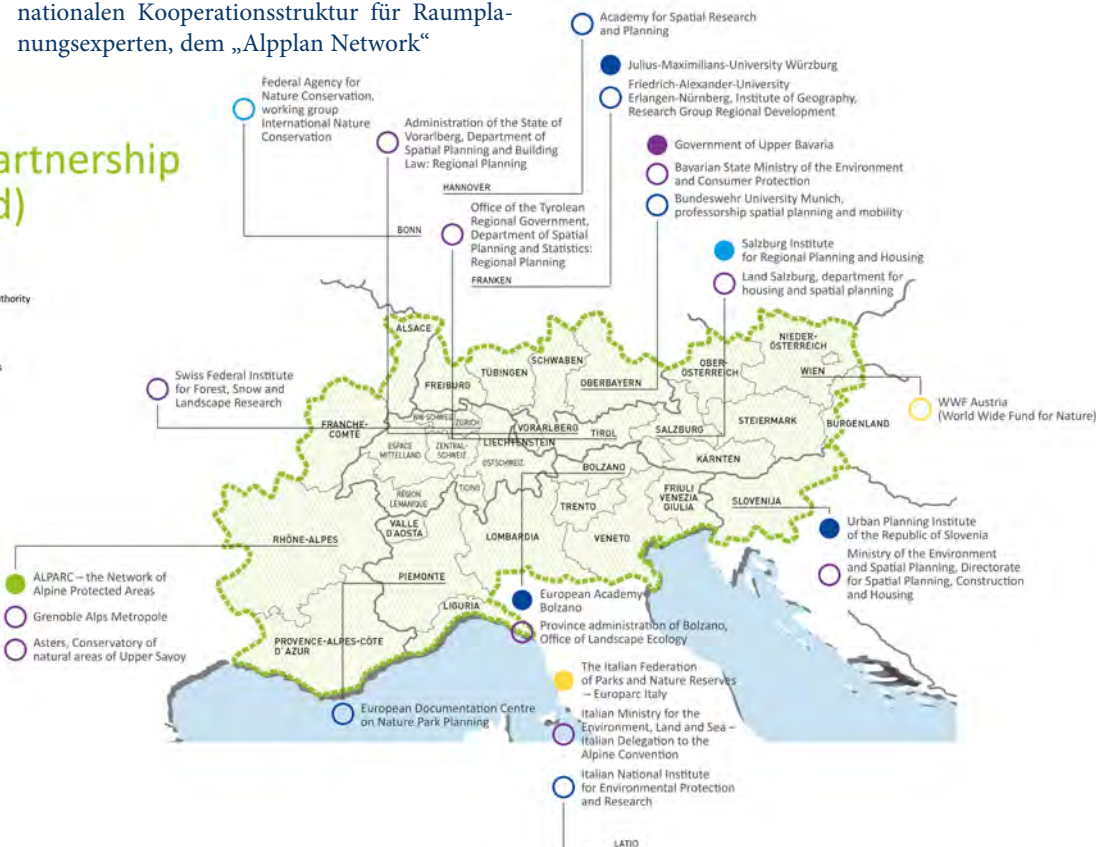 nationalen Kooperationsstruktur für Raumpla-
nungsexperten, dem „Alpplan Network“
artnership
d)
thority
s
Academy for Spatial Research
and Planning
Julius-Maximilians-University Würzburg
Friedrich-Alexander-University
Erlangen-Nürnberg, Institute of Geography,
Research Group Regional Development
Federal Agency for
Nature Conservation,
working group
International Nature
Conservation
Administration of the State of
Vorarlberg, Department of
Spatial Planning and Building
Law: Regional Planning
Government of Upper Bavaria
Bavarian State Ministry of the Environment
and Consumer Protection
Bundeswehr University Munich,
professorship spatial planning and mobility
HANNOVER
BONN
Office of the Tyrolean
Regional Government,
Department of Spatial
Planning and Statistics:
Regional Planning
FRANKEN
Salzburg Institute
for Regional Planning and Housing
Land Salzburg, department for
housing and spatial planning
Swiss Federal Institute
for Forest, Snow and
Landscape Research
ALSACE
FREIBURG
TÜBINGEN
SCHWABEN
OBERBAYERN
OBER-
ÖSTERREICH
NIEDER-
ÖSTERREICH
WIEN
WWF Austria
(World Wide Fund for Nature)
FRANCHE-
COMTÉ
NW-SCHWEIZ
ZÜRICH
VORARLBERG
LIECHTENSTEIN
TIROL
SALZBURG
STEIERMARK
BURGENLAND
ESPACE
MITTELLAND
ZENTRAL-
SCHWEIZ
OSTSCHWEIZ
BOLZANO
KÄRNTEN
RÉGION
LÉMANIQUE
TICINO
TRENTO
FRIULI
VENEZIA
GIULIA
SLOVENIJA
RHÔNE-ALPES
VALLE
D'AOSTA
LOMBARDIA
VENETO
PIEMONTE
LIGURIA
PROVENCE-ALPES-CÔTE
D'AZUR
Urban Planning Institute
of the Republic of Slovenia
Ministry of the Environment
and Spatial Planning, Directorate
for Spatial Planning, Construction
and Housing
ALPARC – the Network of
Alpine Protected Areas
Grenoble Alps Metropole
Asters, Conservatory of
natural areas of Upper Savoy
European Academy
Bolzano
Province administration of Bolzano,
Office of Landscape Ecology
The Italian Federation
of Parks and Nature Reserves
– Europarc Italy
European Documentation Centre
on Nature Park Planning
Italian Ministry for the
Environment, Land and Sea –
Italian Delegation to the
Alpine Convention
Italian National Institute
for Environmental Protection
and Research
LATIO